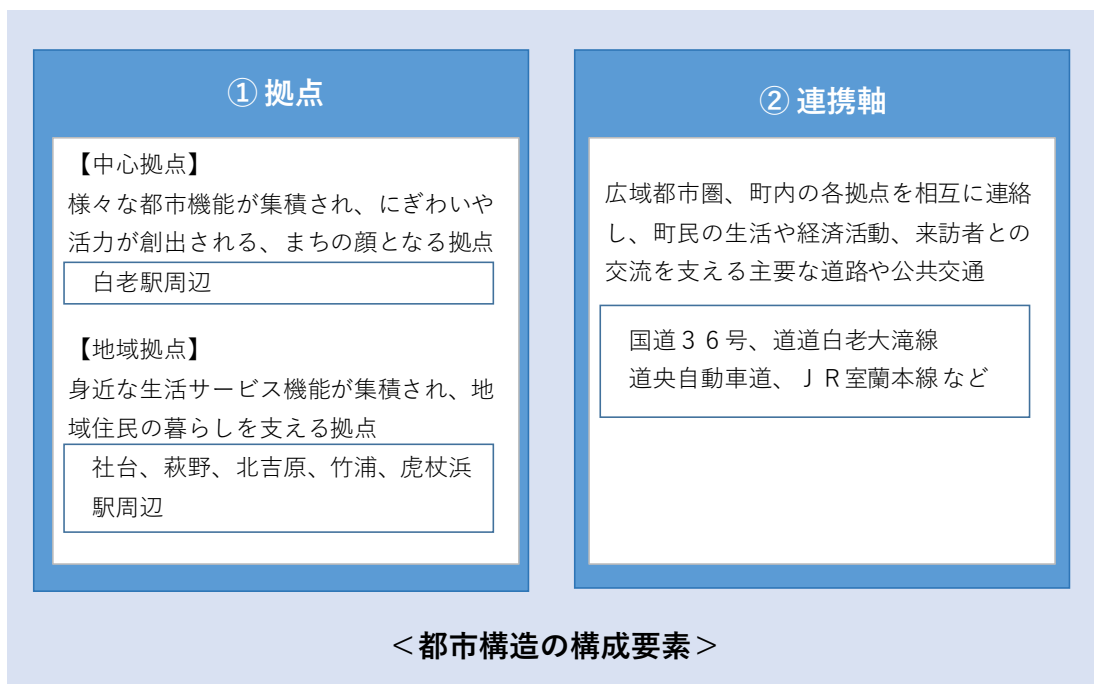 ① 拠点
【中心拠点】
様々な都市機能が集積され、にぎわいや
活力が創出される、まちの顔となる拠点
白老駅周辺
【地域拠点】
身近な生活サービス機能が集積され、地
域住民の暮らしを支える拠点
社台、萩野、北吉原、竹浦、虎杖浜
駅周辺
② 連携軸
広域都市圏、町内の各拠点を相互に連絡
し、町民の生活や経済活動、来訪者との
交流を支える主要な道路や公共交通
国道３６号、道道白老大滝線
道央自動車道、ＪＲ室蘭本線など
＜都市構造の構成要素＞